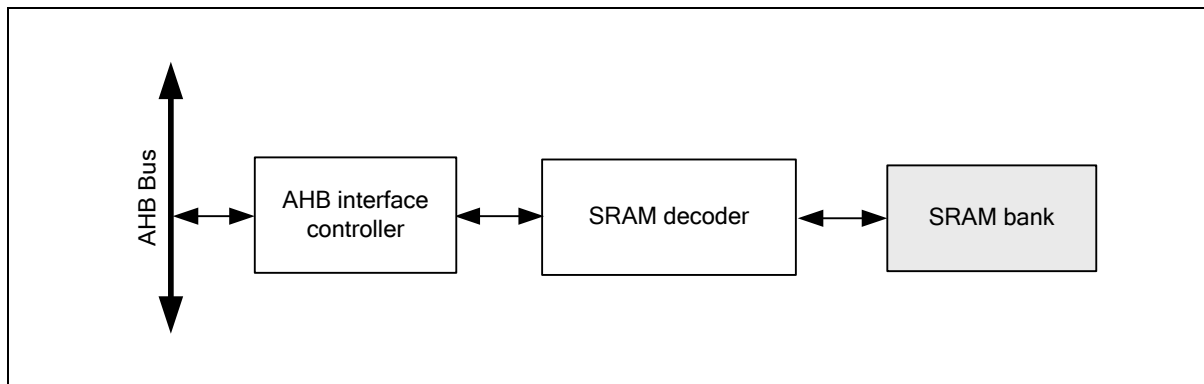 AHB Bus
AHB interface
controller
SRAM decoder
SRAM bank